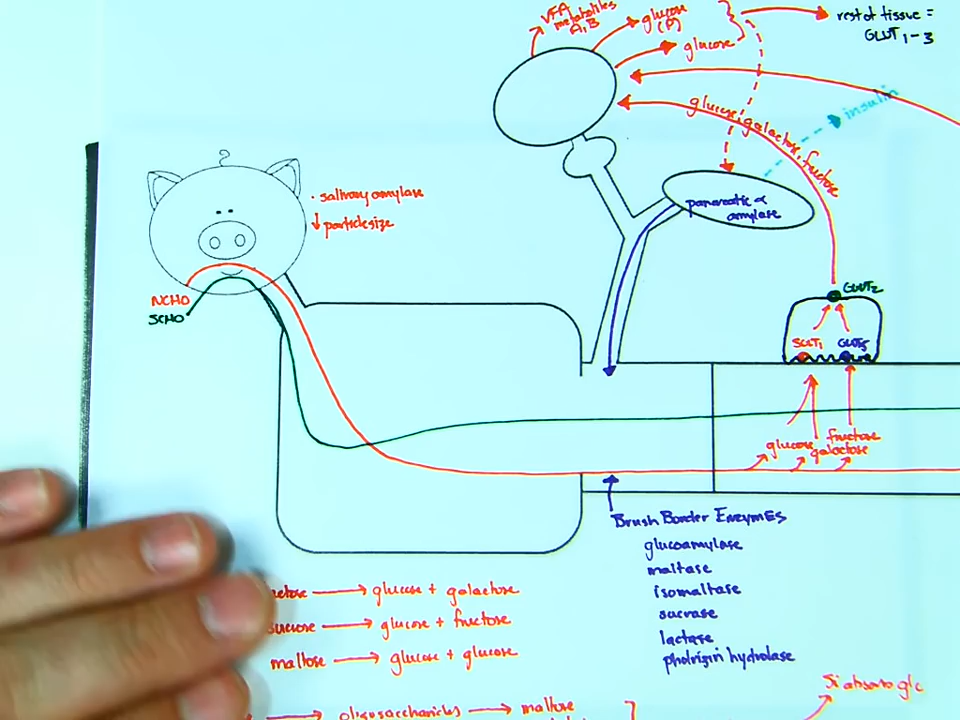 VFA
metabolites
A,B
glucose
(A)
glucose
rest of tissue =
GLUT 1-3
glucose, galactose, fructose
insulin
• salivary amylase
↓ particle size
pancreatic α
amylase
NCHO
SCHO
GLUT2
SGLT1 GLUT5
glucose
fructose
galactose
Brush Border Enzymes
glucoamylase
maltase
isomaltase
sucrase
lactase
phlorizin hydrolase
ctose → glucose + galactose
sucrose → glucose + fructose
maltose → glucose + glucose
oligosaccharides → maltose